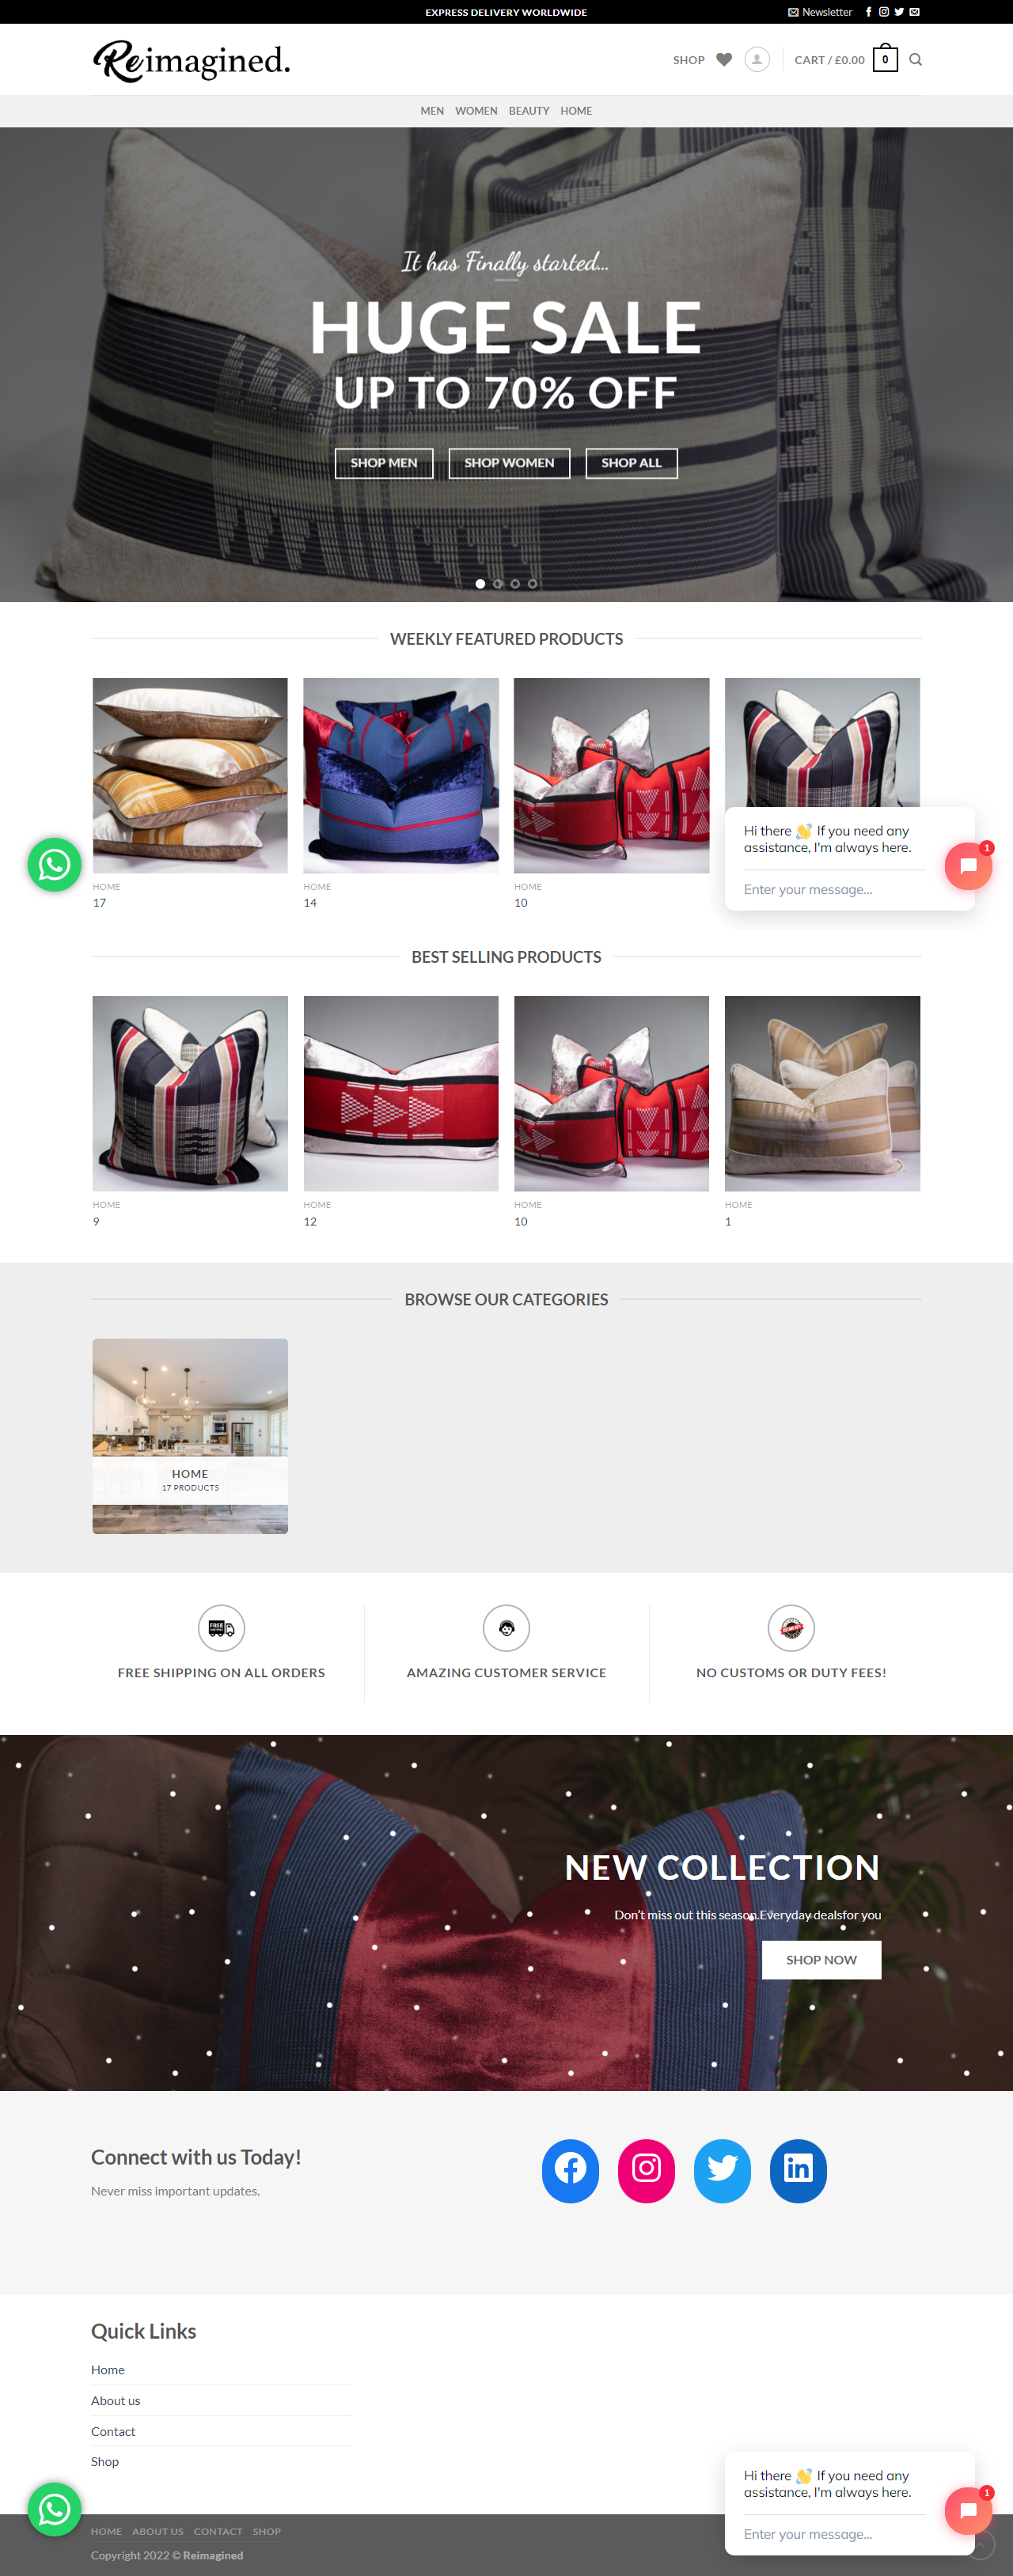 EXPRESS DELIVERY WORLDWIDE
Newsletter
Reimagined.
SHOP
CART / £0.00
0
MEN WOMEN BEAUTY HOME
It has Finally started...
HUGE SALE
UP TO 70% OFF
SHOP MEN SHOP WOMEN SHOP ALL
WEEKLY FEATURED PRODUCTS
HOME
17
HOME
14
HOME
10
Hi there 👋 If you need any
assistance, I'm always here.
Enter your message...
1
BEST SELLING PRODUCTS
HOME
9
HOME
12
HOME
10
HOME
1
BROWSE OUR CATEGORIES
HOME
17 PRODUCTS
FREE
FREE SHIPPING ON ALL ORDERS
AMAZING CUSTOMER SERVICE
NO CUSTOMS OR DUTY FEES!
NEW COLLECTION
Don't miss out this season.Everyday dealsfor you
SHOP NOW
Connect with us Today!
Never miss important updates.
Quick Links
Home
About us
Contact
Shop
Hi there 👋 If you need any
assistance, I'm always here.
Enter your message...
1
HOME ABOUT US CONTACT SHOP
Copyright 2022 © Reimagined